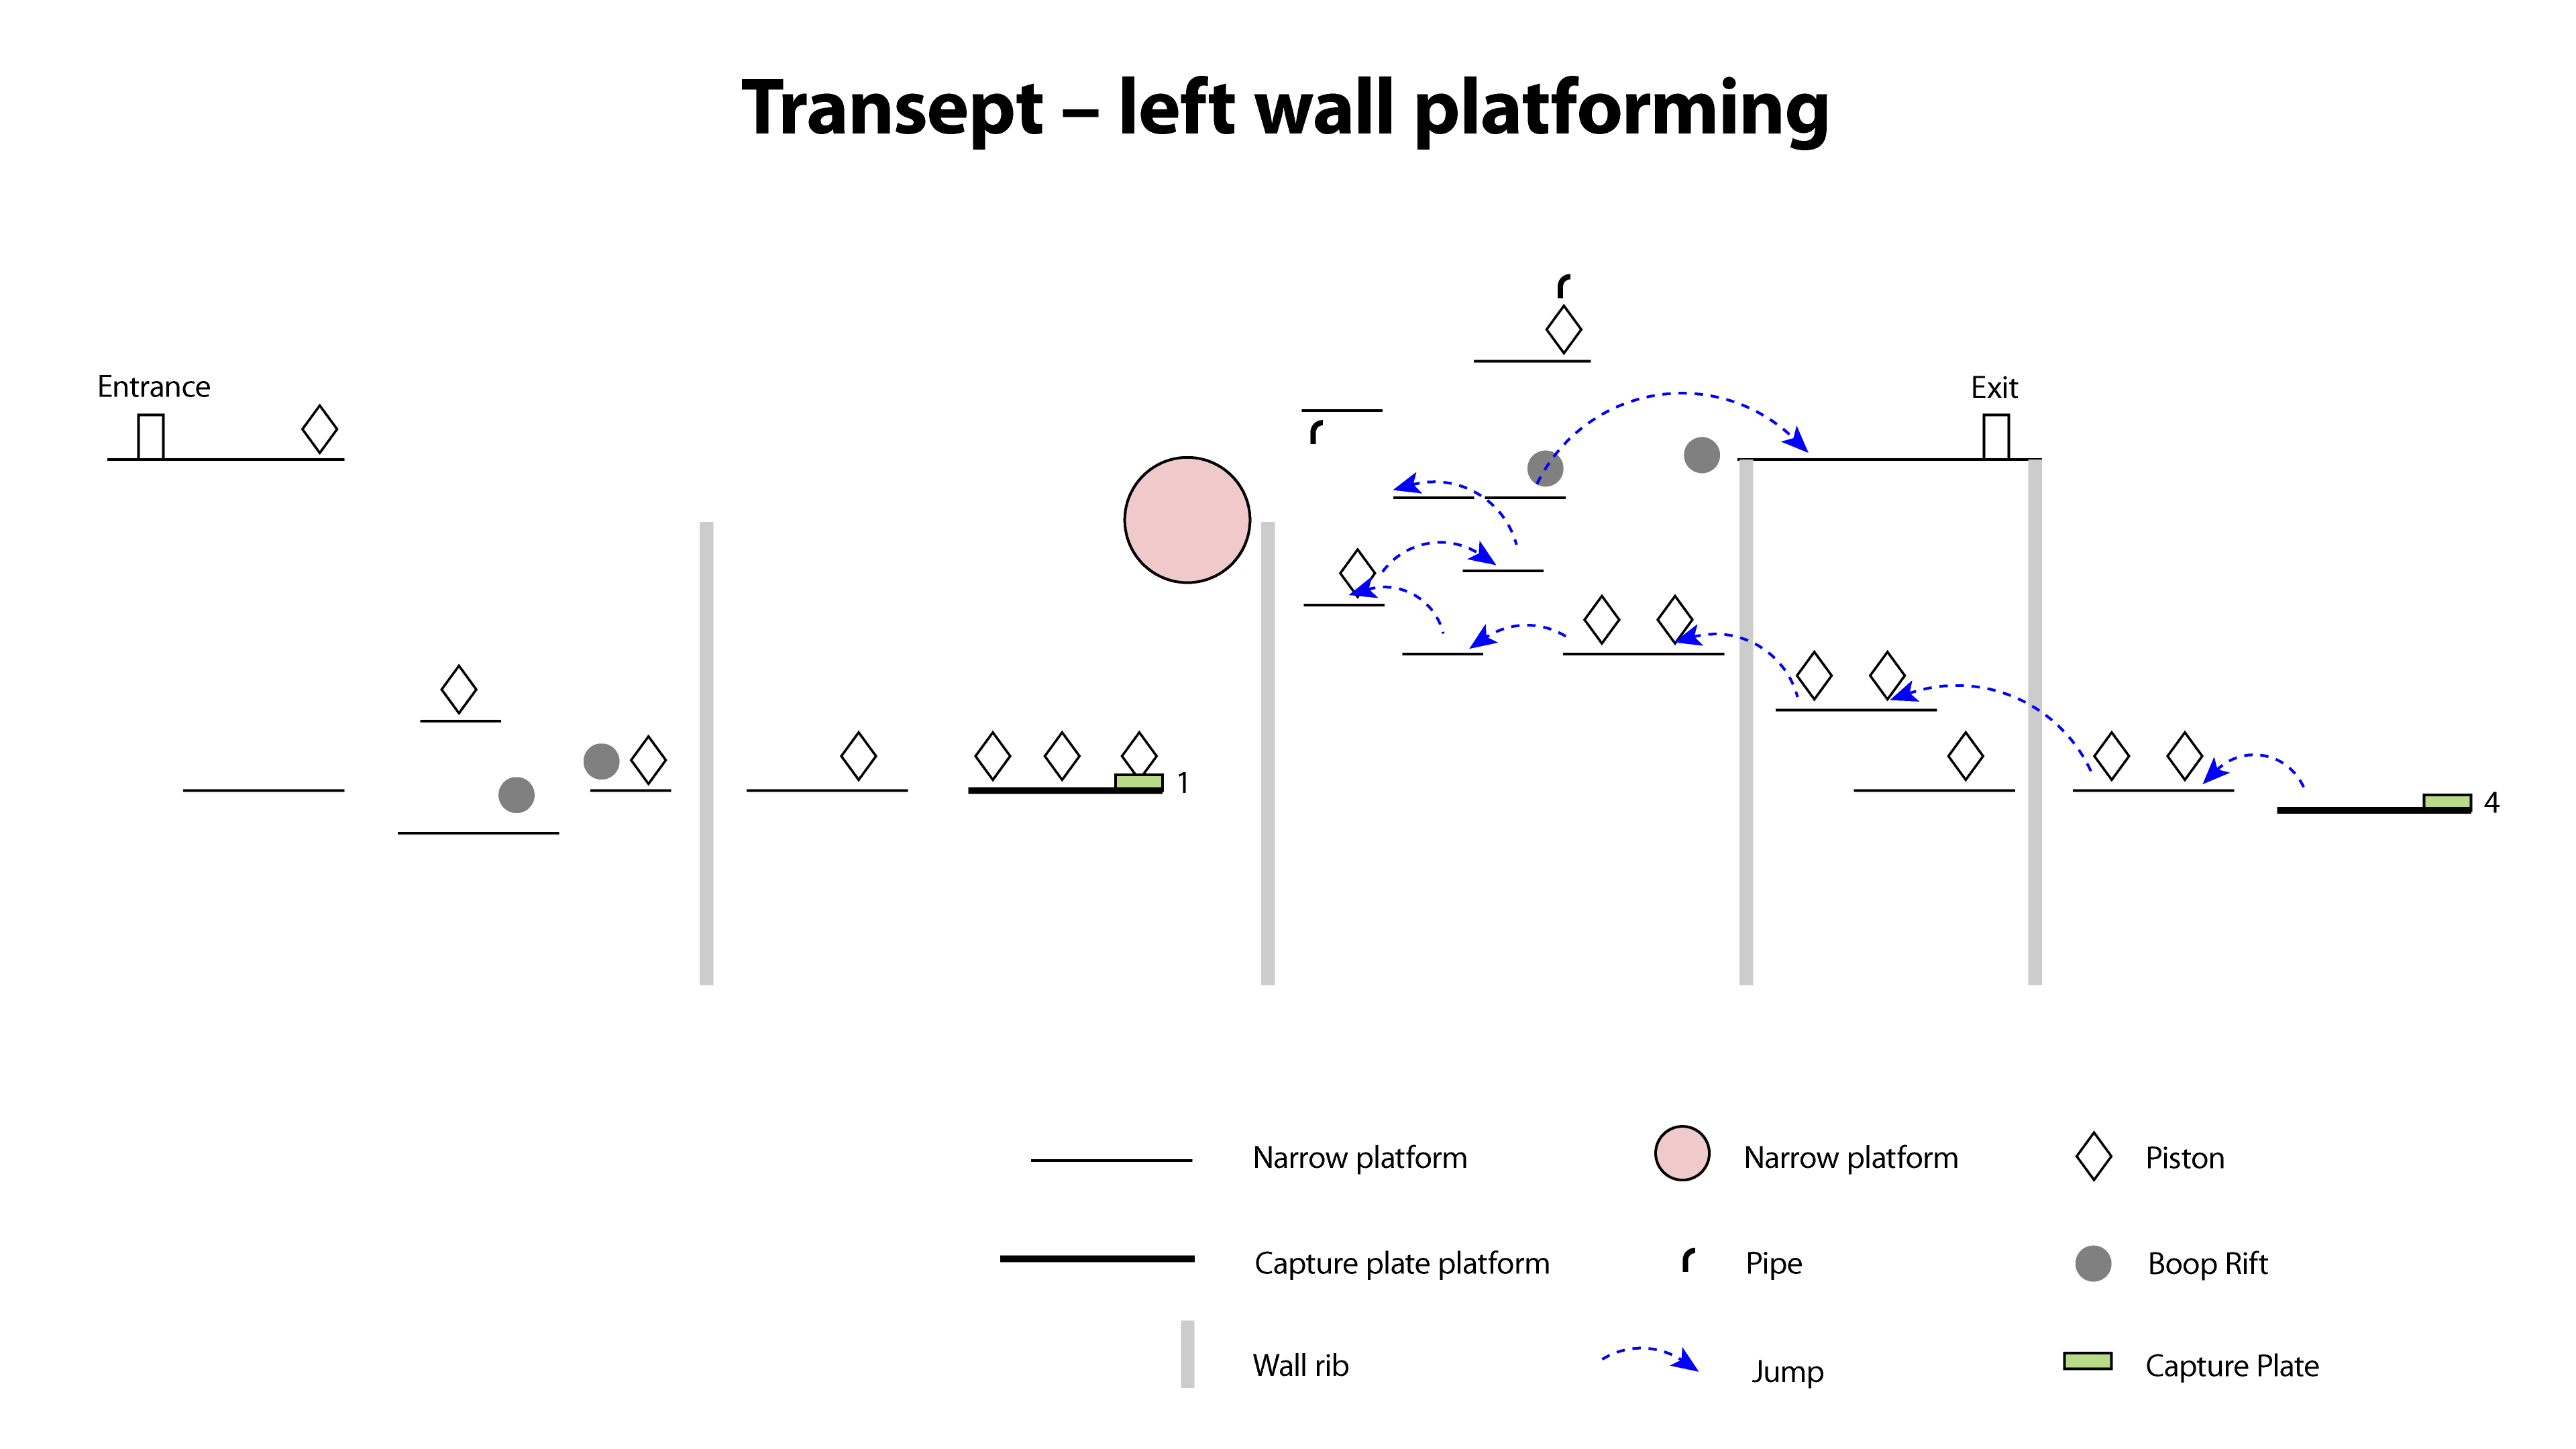 Transept – left wall platforming
Entrance
Exit
1
4
Narrow platform
Narrow platform
Piston
Capture plate platform
Pipe
Boop Rift
Wall rib
Jump
Capture Plate